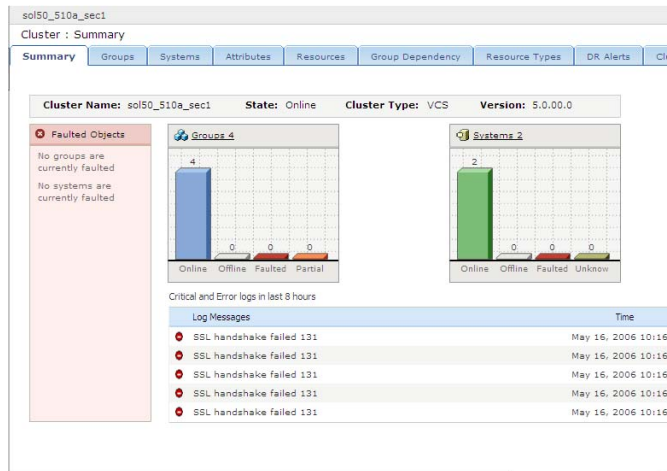 sol50_510a_sec1
Cluster : Summary
Summary Groups Systems Attributes Resources Group Dependency Resource Types DR Alerts
Cluster Name: sol50_510a_sec1 State: Online Cluster Type: VCS Version: 5.0.00.0
Faulted Objects
No groups are
currently faulted
No systems are
currently faulted
Groups 4
4
0 0 0
Online Offline Faulted Partial
Systems 2
2
0 0 0
Online Offline Faulted Unknow
Critical and Error logs in last 8 hours
Log Messages Time
SSL handshake failed 131 May 16, 2006 10:16
SSL handshake failed 131 May 16, 2006 10:16
SSL handshake failed 131 May 16, 2006 10:16
SSL handshake failed 131 May 16, 2006 10:16
SSL handshake failed 131 May 16, 2006 10:16